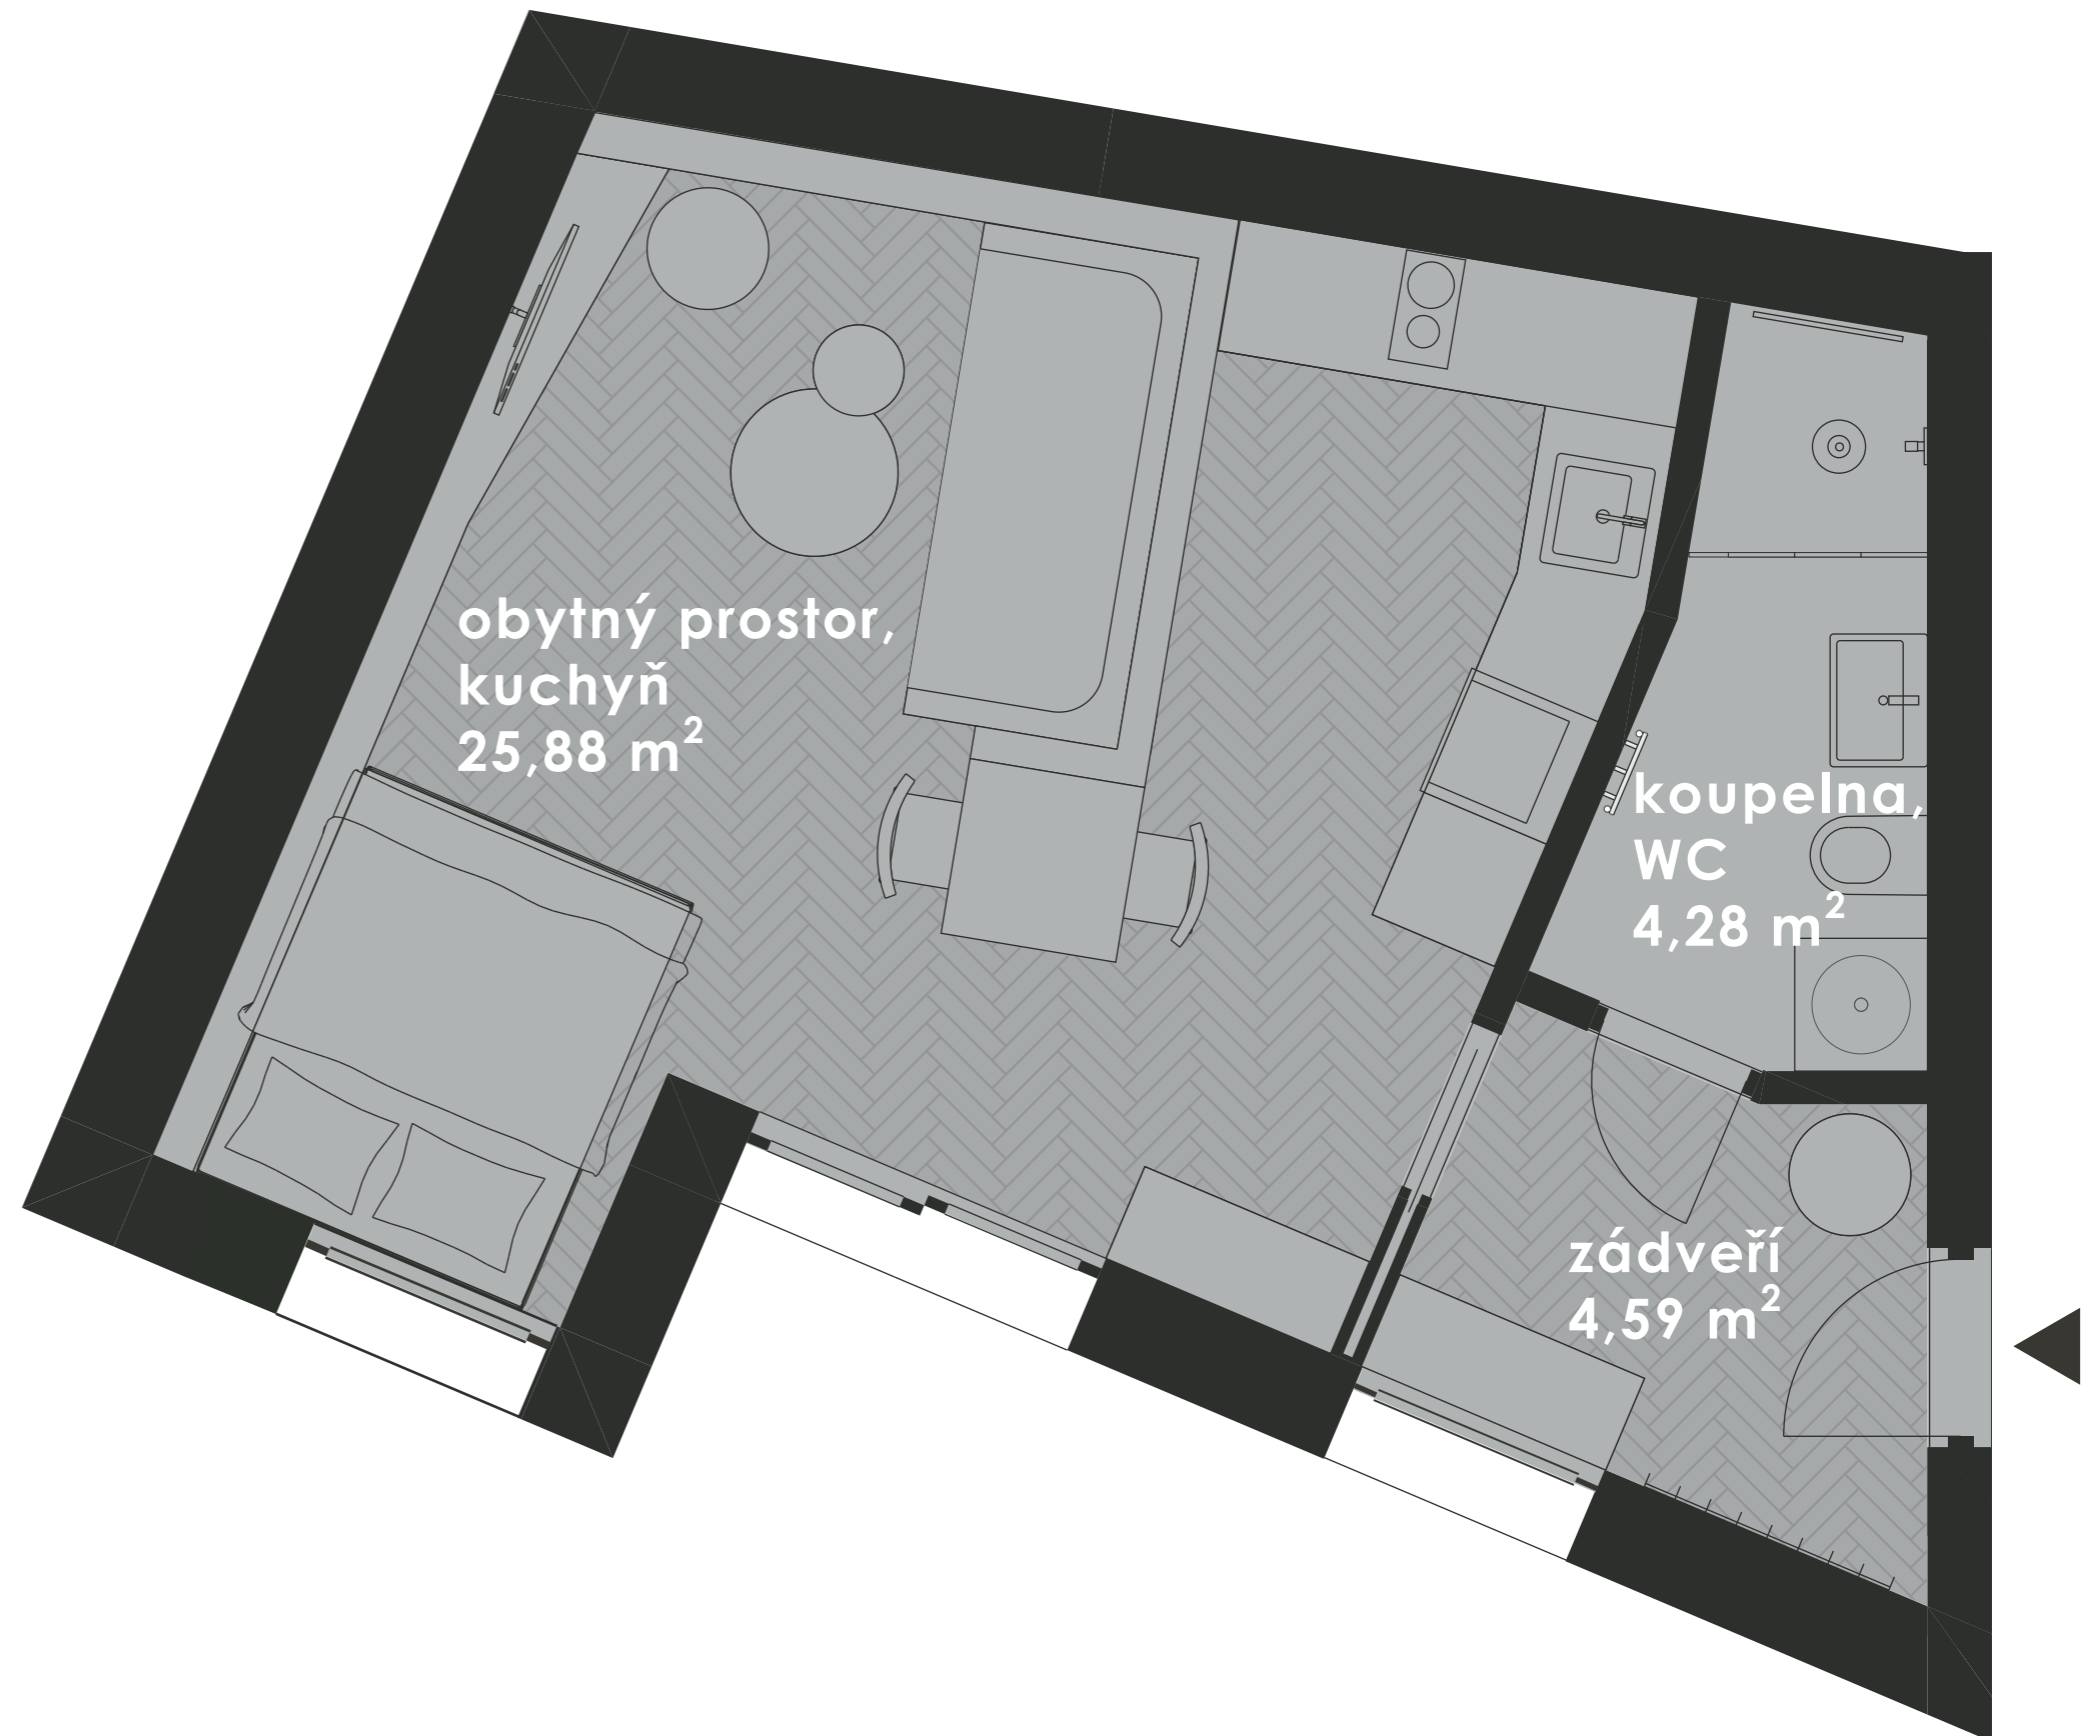 obytný prostor,
kuchyň
25,88 m²
koupelna,
WC
4,28 m²
zádveří
4,59 m²